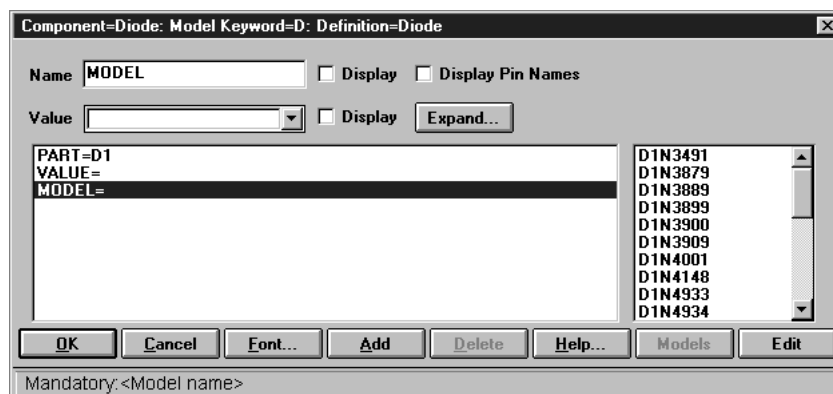 Component=Diode: Model Keyword=D: Definition=Diode
Name MODEL Display Display Pin Names
Value Display Expand...
PART=D1
VALUE=
MODEL=
D1N3491
D1N3879
D1N3889
D1N3899
D1N3900
D1N3909
D1N4001
D1N4148
D1N4933
D1N4934
OK Cancel Font... Add Delete Help... Models Edit
Mandatory:<Model name>